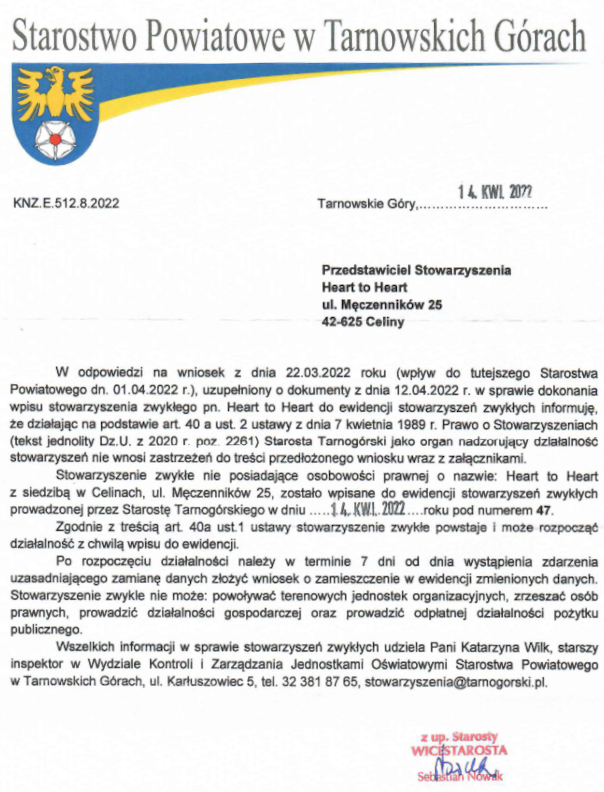 Starostwo Powiatowe w Tarnowskich Górach
KNZ.E.512.8.2022
Tarnowskie Góry, 14. KWI. 2022
Przedstawiciel Stowarzyszenia
Heart to Heart
ul. Męczenników 25
42-625 Celiny
W odpowiedzi na wniosek z dnia 22.03.2022 roku (wpływ do tutejszego Starostwa
Powiatowego dn. 01.04.2022 r.), uzupełniony o dokumenty z dnia 12.04.2022 r. w sprawie dokonania
wpisu stowarzyszenia zwykłego pn. Heart to Heart do ewidencji stowarzyszeń zwykłych informuję,
że działając na podstawie art. 40 a ust. 2 ustawy z dnia 7 kwietnia 1989 r. Prawo o Stowarzyszeniach
(tekst jednolity Dz.U. z 2020 r. poz. 2261) Starosta Tarnogórski jako organ nadzorujący działalność
stowarzyszeń nie wnosi zastrzeżeń do treści przedłożonego wniosku wraz z załącznikami.
Stowarzyszenie zwykłe nie posiadające osobowości prawnej o nazwie: Heart to Heart
z siedzibą w Celinach, ul. Męczenników 25, zostało wpisane do ewidencji stowarzyszeń zwykłych
prowadzonej przez Starostę Tarnogórskiego w dniu .....14. KWI. 2022....roku pod numerem 47.
Zgodnie z treścią art. 40a ust.1 ustawy stowarzyszenie zwykłe powstaje i może rozpocząć
działalność z chwilą wpisu do ewidencji.
Po rozpoczęciu działalności należy w terminie 7 dni od dnia wystąpienia zdarzenia
uzasadniającego zamianę danych złożyć wniosek o zamieszczenie w ewidencji zmienionych danych.
Stowarzyszenie zwykle nie może: powoływać terenowych jednostek organizacyjnych, zrzeszać osób
prawnych, prowadzić działalności gospodarczej oraz prowadzić odpłatnej działalności pożytku
publicznego.
Wszelkich informacji w sprawie stowarzyszeń zwykłych udziela Pani Katarzyna Wilk, starszy
inspektor w Wydziale Kontroli i Zarządzania Jednostkami Oświatowymi Starostwa Powiatowego
w Tarnowskich Górach, ul. Karłuszowiec 5, tel. 32 381 87 65, stowarzyszenia@tarnogorski.pl.
z up. Starosty
WICESTAROSTA
Sebastian Nowak